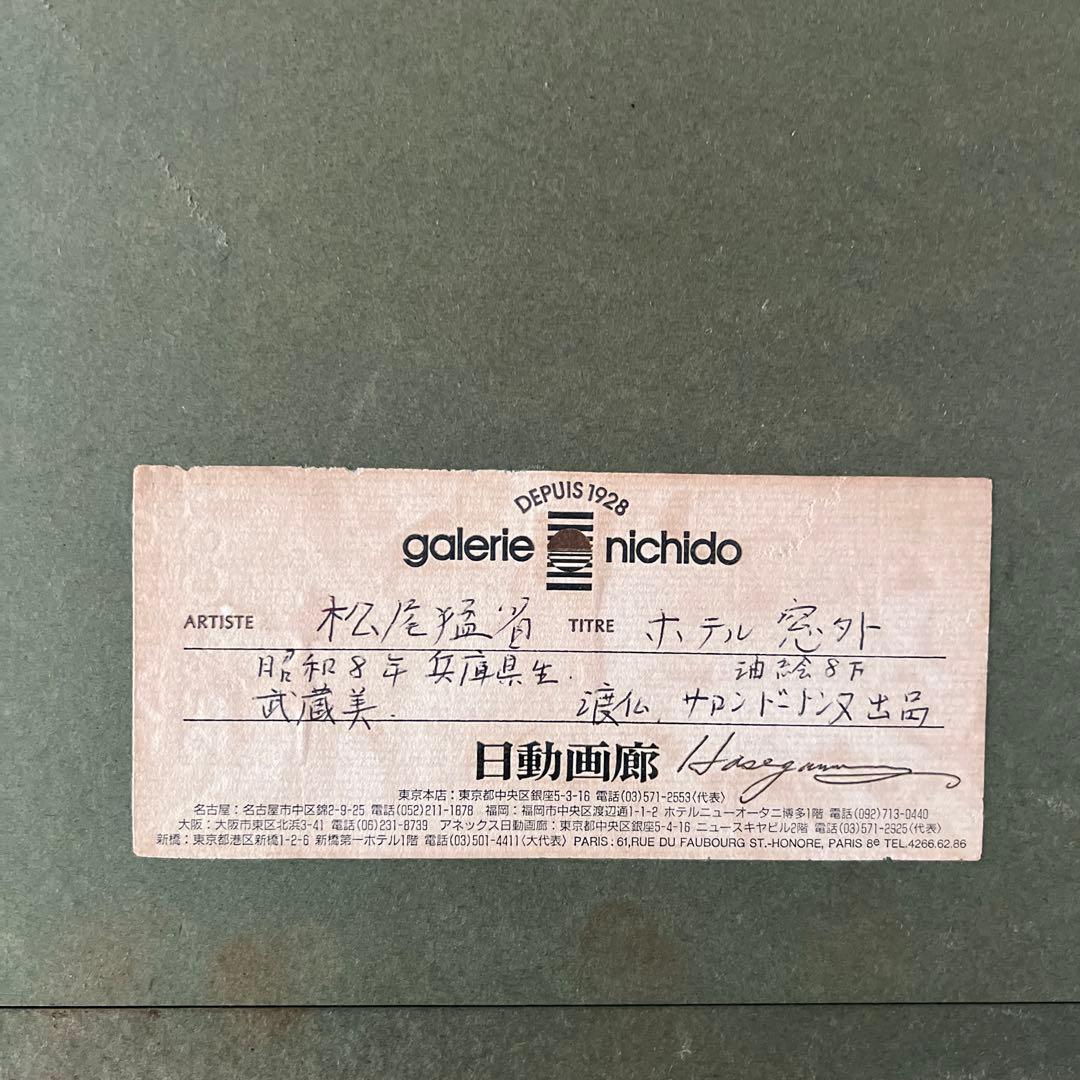 DEPUIS 1928
galerie nichido
ARTISTE 松尾猛省 TITRE ホテル窓外
昭和8年兵庫県生. 油絵8F
武蔵美. 渡仏、サロンドートンヌ出品
日動画廊 Hasegawa
東京本店：東京都中央区銀座5-3-16 電話(03)571-2553〈代表〉
名古屋：名古屋市中区錦2-9-25 電話(052)211-1878 福岡：福岡市中央区渡辺通1-1-2 ホテルニューオータニ博多1階 電話(092)713-0440
大阪：大阪市東区北浜3-41 電話(06)231-8739 アネックス日動画廊：東京都中央区銀座5-4-16 ニュースキヤビル2階 電話(03)571-2925〈代表〉
新橋：東京都港区新橋1-2-6 新橋第一ホテル1階 電話(03)501-4411〈大代表〉 PARIS : 61,RUE DU FAUBOURG ST.-HONORE, PARIS 8e TEL.4266.62.86